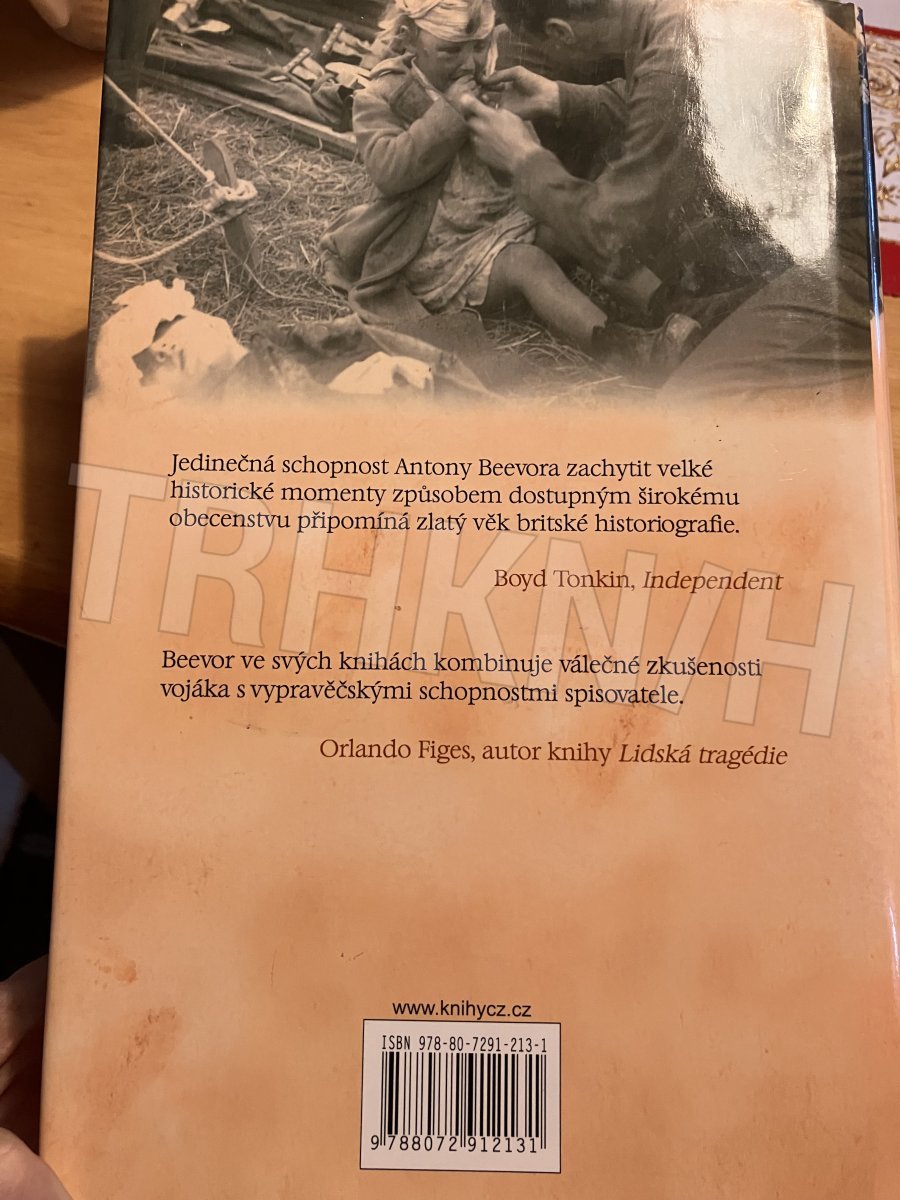 Jedinečná schopnost Antony Beevora zachytit velké
historické momenty způsobem dostupným širokému
obecenstvu připomíná zlatý věk britské historiografie.
Boyd Tonkin, Independent
TRHKNIH
Beevor ve svých knihách kombinuje válečné zkušenosti
vojáka s vypravěčskými schopnostmi spisovatele.
Orlando Figes, autor knihy Lidská tragédie
www.knihycz.cz
ISBN 978-80-7291-213-1
9 788072 912131